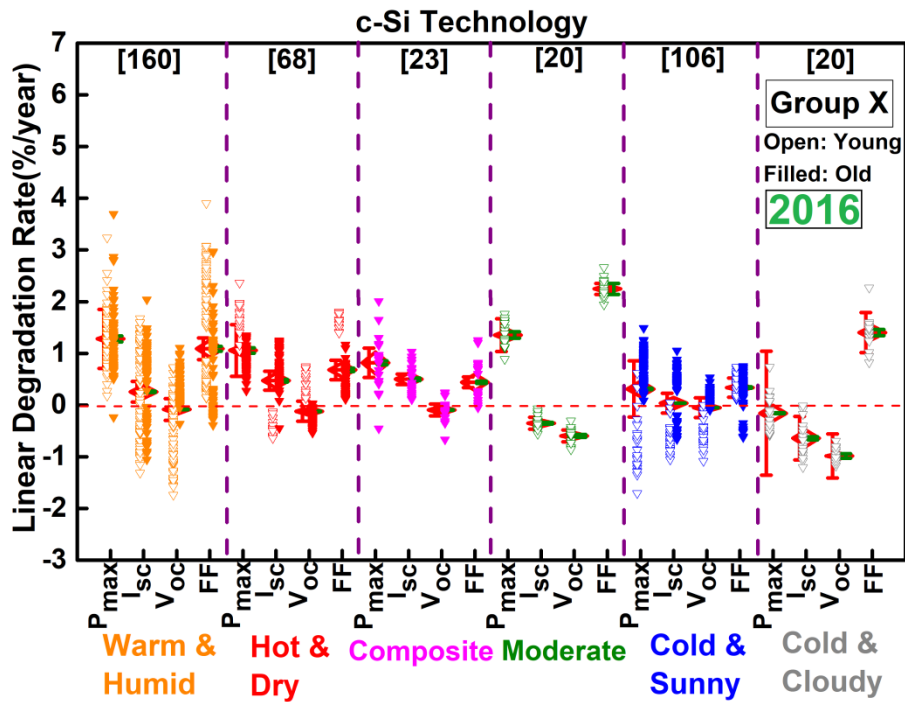 c-Si Technology
Linear Degradation Rate(%/year)
7
6
5
4
3
2
1
0
-1
-2
-3
[160]
[68]
[23]
[20]
[106]
[20]
Group X
Open: Young
Filled: Old
2016
Pmax
Isc
Voc
FF
Pmax
Isc
Voc
FF
Pmax
Isc
Voc
FF
Pmax
Isc
Voc
FF
Pmax
Isc
Voc
FF
Pmax
Isc
Voc
FF
Warm &
Humid
Hot &
Dry
Composite
Moderate
Cold &
Sunny
Cold &
Cloudy